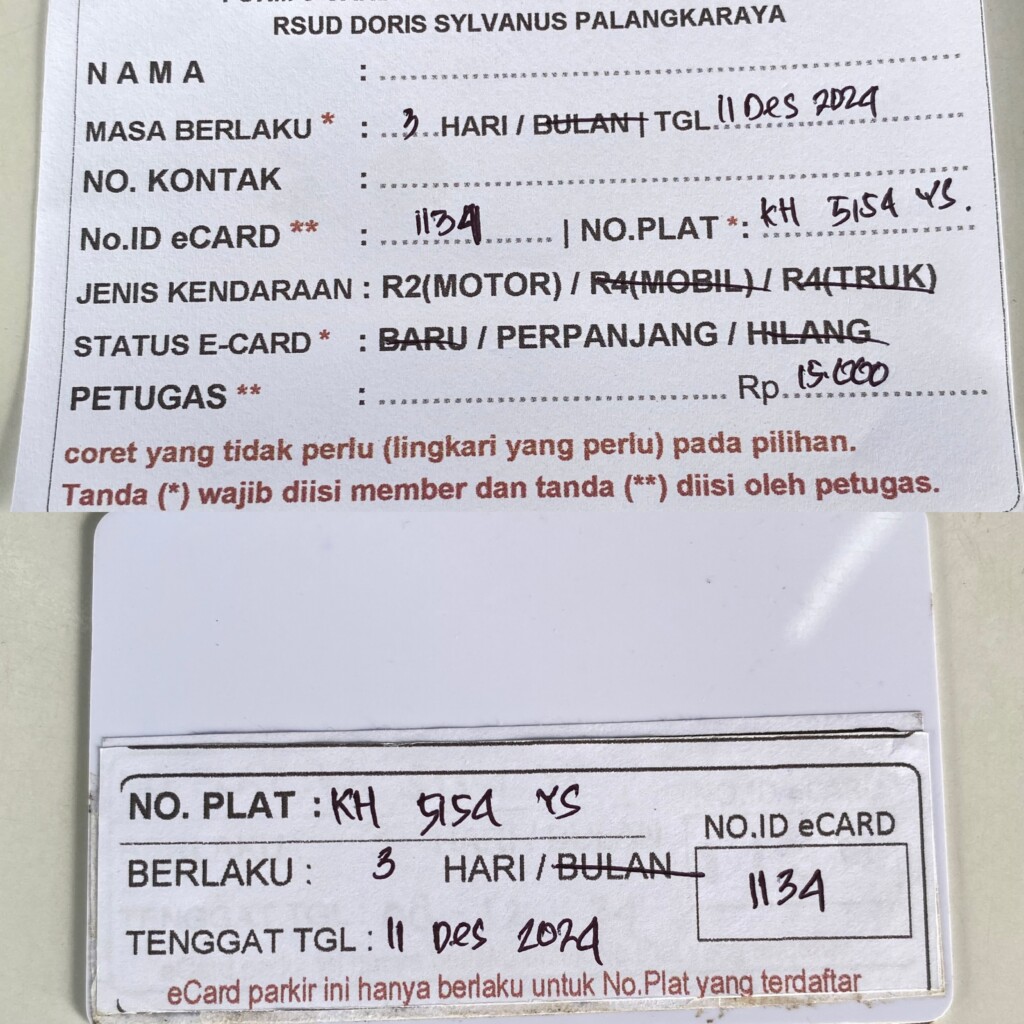 RSUD DORIS SYLVANUS PALANGKARAYA
N A M A :
MASA BERLAKU * : 3 HARI / BULAN | TGL 11 Des 2024
NO. KONTAK :
No.ID eCARD ** : 1134 | NO.PLAT *: KH 5154 YS.
JENIS KENDARAAN : R2(MOTOR) / R4(MOBIL) / R4(TRUK)
STATUS E-CARD * : BARU / PERPANJANG / HILANG
PETUGAS ** : Rp 15.000
coret yang tidak perlu (lingkari yang perlu) pada pilihan.
Tanda (*) wajib diisi member dan tanda (**) diisi oleh petugas.
NO. PLAT : KH 5154 YS
NO.ID eCARD
BERLAKU : 3 HARI / BULAN
1134
TENGGAT TGL : 11 Des 2024
eCard parkir ini hanya berlaku untuk No.Plat yang terdaftar